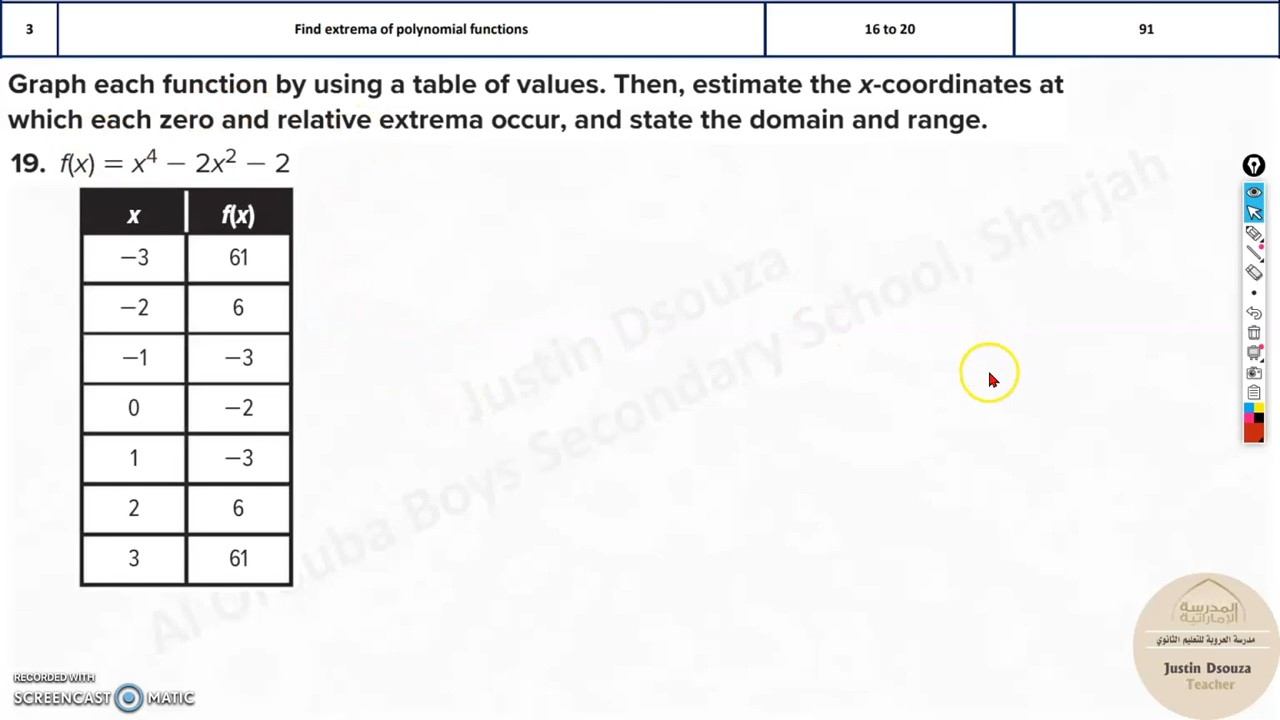 3 Find extrema of polynomial functions 16 to 20 91
Graph each function by using a table of values. Then, estimate the x-coordinates at
which each zero and relative extrema occur, and state the domain and range.
19. f(x) = x⁴ − 2x² − 2
x f(x)
−3 61
−2 6
−1 −3
0 −2
1 −3
2 6
3 61
Justin Dsouza
Al Orouba Boys Secondary School, Sharjah
المدرسة
الإماراتية
مدرسة العروبة للتعليم الثانوي
Justin Dsouza
Teacher
RECORDED WITH
SCREENCAST MATIC